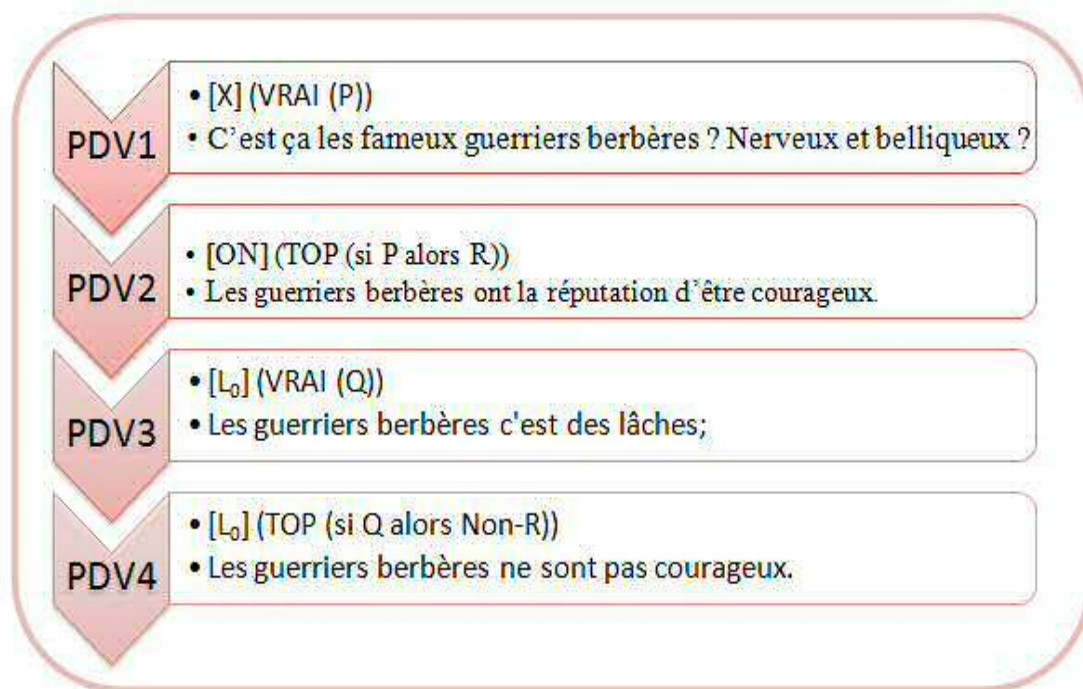 PDV1
• [X] (VRAI (P))
• C'est ça les fameux guerriers berbères ? Nerveux et belliqueux ?
PDV2
• [ON] (TOP (si P alors R))
• Les guerriers berbères ont la réputation d'être courageux.
PDV3
• [L₀] (VRAI (Q))
• Les guerriers berbères c'est des lâches;
PDV4
• [L₀] (TOP (si Q alors Non-R))
• Les guerriers berbères ne sont pas courageux.